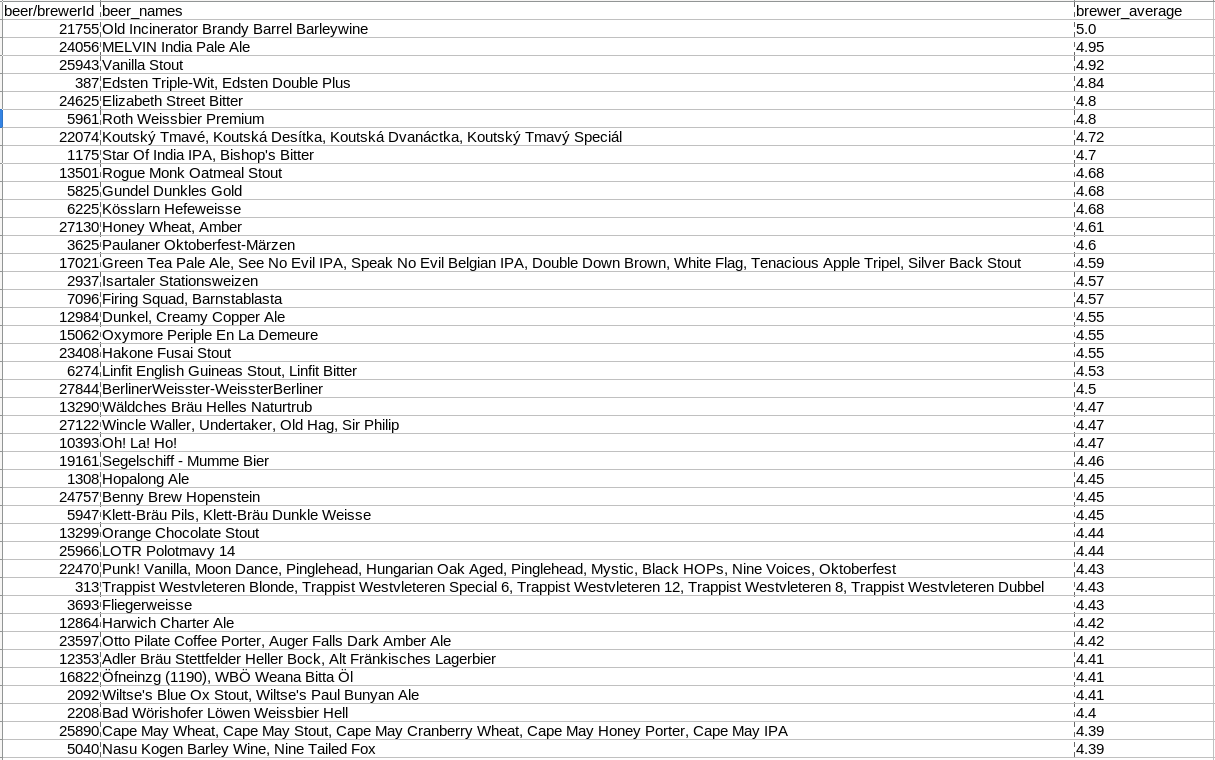 beer/brewerId beer_names brewer_average
21755 Old Incinerator Brandy Barrel Barleywine 5.0
24056 MELVIN India Pale Ale 4.95
25943 Vanilla Stout 4.92
387 Edsten Triple-Wit, Edsten Double Plus 4.84
24625 Elizabeth Street Bitter 4.8
5961 Roth Weissbier Premium 4.8
22074 Koutský Tmavé, Koutská Desítka, Koutská Dvanáctka, Koutský Tmavý Speciál 4.72
1175 Star Of India IPA, Bishop's Bitter 4.7
13501 Rogue Monk Oatmeal Stout 4.68
5825 Gundel Dunkles Gold 4.68
6225 Kösslarn Hefeweisse 4.68
27130 Honey Wheat, Amber 4.61
3625 Paulaner Oktoberfest-Märzen 4.6
17021 Green Tea Pale Ale, See No Evil IPA, Speak No Evil Belgian IPA, Double Down Brown, White Flag, Tenacious Apple Tripel, Silver Back Stout 4.59
2937 Isartaler Stationsweizen 4.57
7096 Firing Squad, Barnstablasta 4.57
12984 Dunkel, Creamy Copper Ale 4.55
15062 Oxymore Periple En La Demeure 4.55
23408 Hakone Fusai Stout 4.55
6274 Linfit English Guineas Stout, Linfit Bitter 4.53
27844 BerlinerWeisster-WeissterBerliner 4.5
13290 Wäldches Bräu Helles Naturtrub 4.47
27122 Wincle Waller, Undertaker, Old Hag, Sir Philip 4.47
10393 Oh! La! Ho! 4.47
19161 Segelschiff - Mumme Bier 4.46
1308 Hopalong Ale 4.45
24757 Benny Brew Hopenstein 4.45
5947 Klett-Bräu Pils, Klett-Bräu Dunkle Weisse 4.45
13299 Orange Chocolate Stout 4.44
25966 LOTR Polotmavy 14 4.44
22470 Punk! Vanilla, Moon Dance, Pinglehead, Hungarian Oak Aged, Pinglehead, Mystic, Black HOPs, Nine Voices, Oktoberfest 4.43
313 Trappist Westvleteren Blonde, Trappist Westvleteren Special 6, Trappist Westvleteren 12, Trappist Westvleteren 8, Trappist Westvleteren Dubbel 4.43
3693 Fliegerweisse 4.43
12864 Harwich Charter Ale 4.42
23597 Otto Pilate Coffee Porter, Auger Falls Dark Amber Ale 4.42
12353 Adler Bräu Stettfelder Heller Bock, Alt Fränkisches Lagerbier 4.41
16822 Öfneinzg (1190), WBÖ Weana Bitta Öl 4.41
2092 Wiltse's Blue Ox Stout, Wiltse's Paul Bunyan Ale 4.41
2208 Bad Wörishofer Löwen Weissbier Hell 4.4
25890 Cape May Wheat, Cape May Stout, Cape May Cranberry Wheat, Cape May Honey Porter, Cape May IPA 4.39
5040 Nasu Kogen Barley Wine, Nine Tailed Fox 4.39